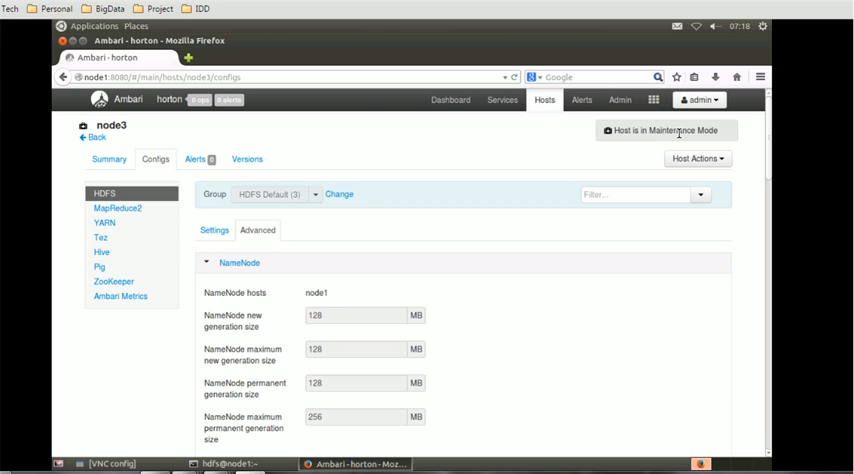 Tech Personal BigData Project IDD
Applications Places 07:18
Ambari - horton - Mozilla Firefox
Ambari - horton
node1:8080/#/main/hosts/node3/configs Google
Ambari horton 0 ops 0 alerts Dashboard Services Hosts Alerts Admin admin
node3
Host is in Maintenance Mode
Back
Summary Configs Alerts 0 Versions Host Actions
HDFS
MapReduce2
YARN
Tez
Hive
Pig
ZooKeeper
Ambari Metrics
Group HDFS Default (3) Change Filter...
Settings Advanced
NameNode
NameNode hosts node1
NameNode new generation size 128 MB
NameNode maximum new generation size 128 MB
NameNode permanent generation size 128 MB
NameNode maximum permanent generation size 256 MB
[VNC config] hdfs@node1:~ Ambari - horton - Moz...